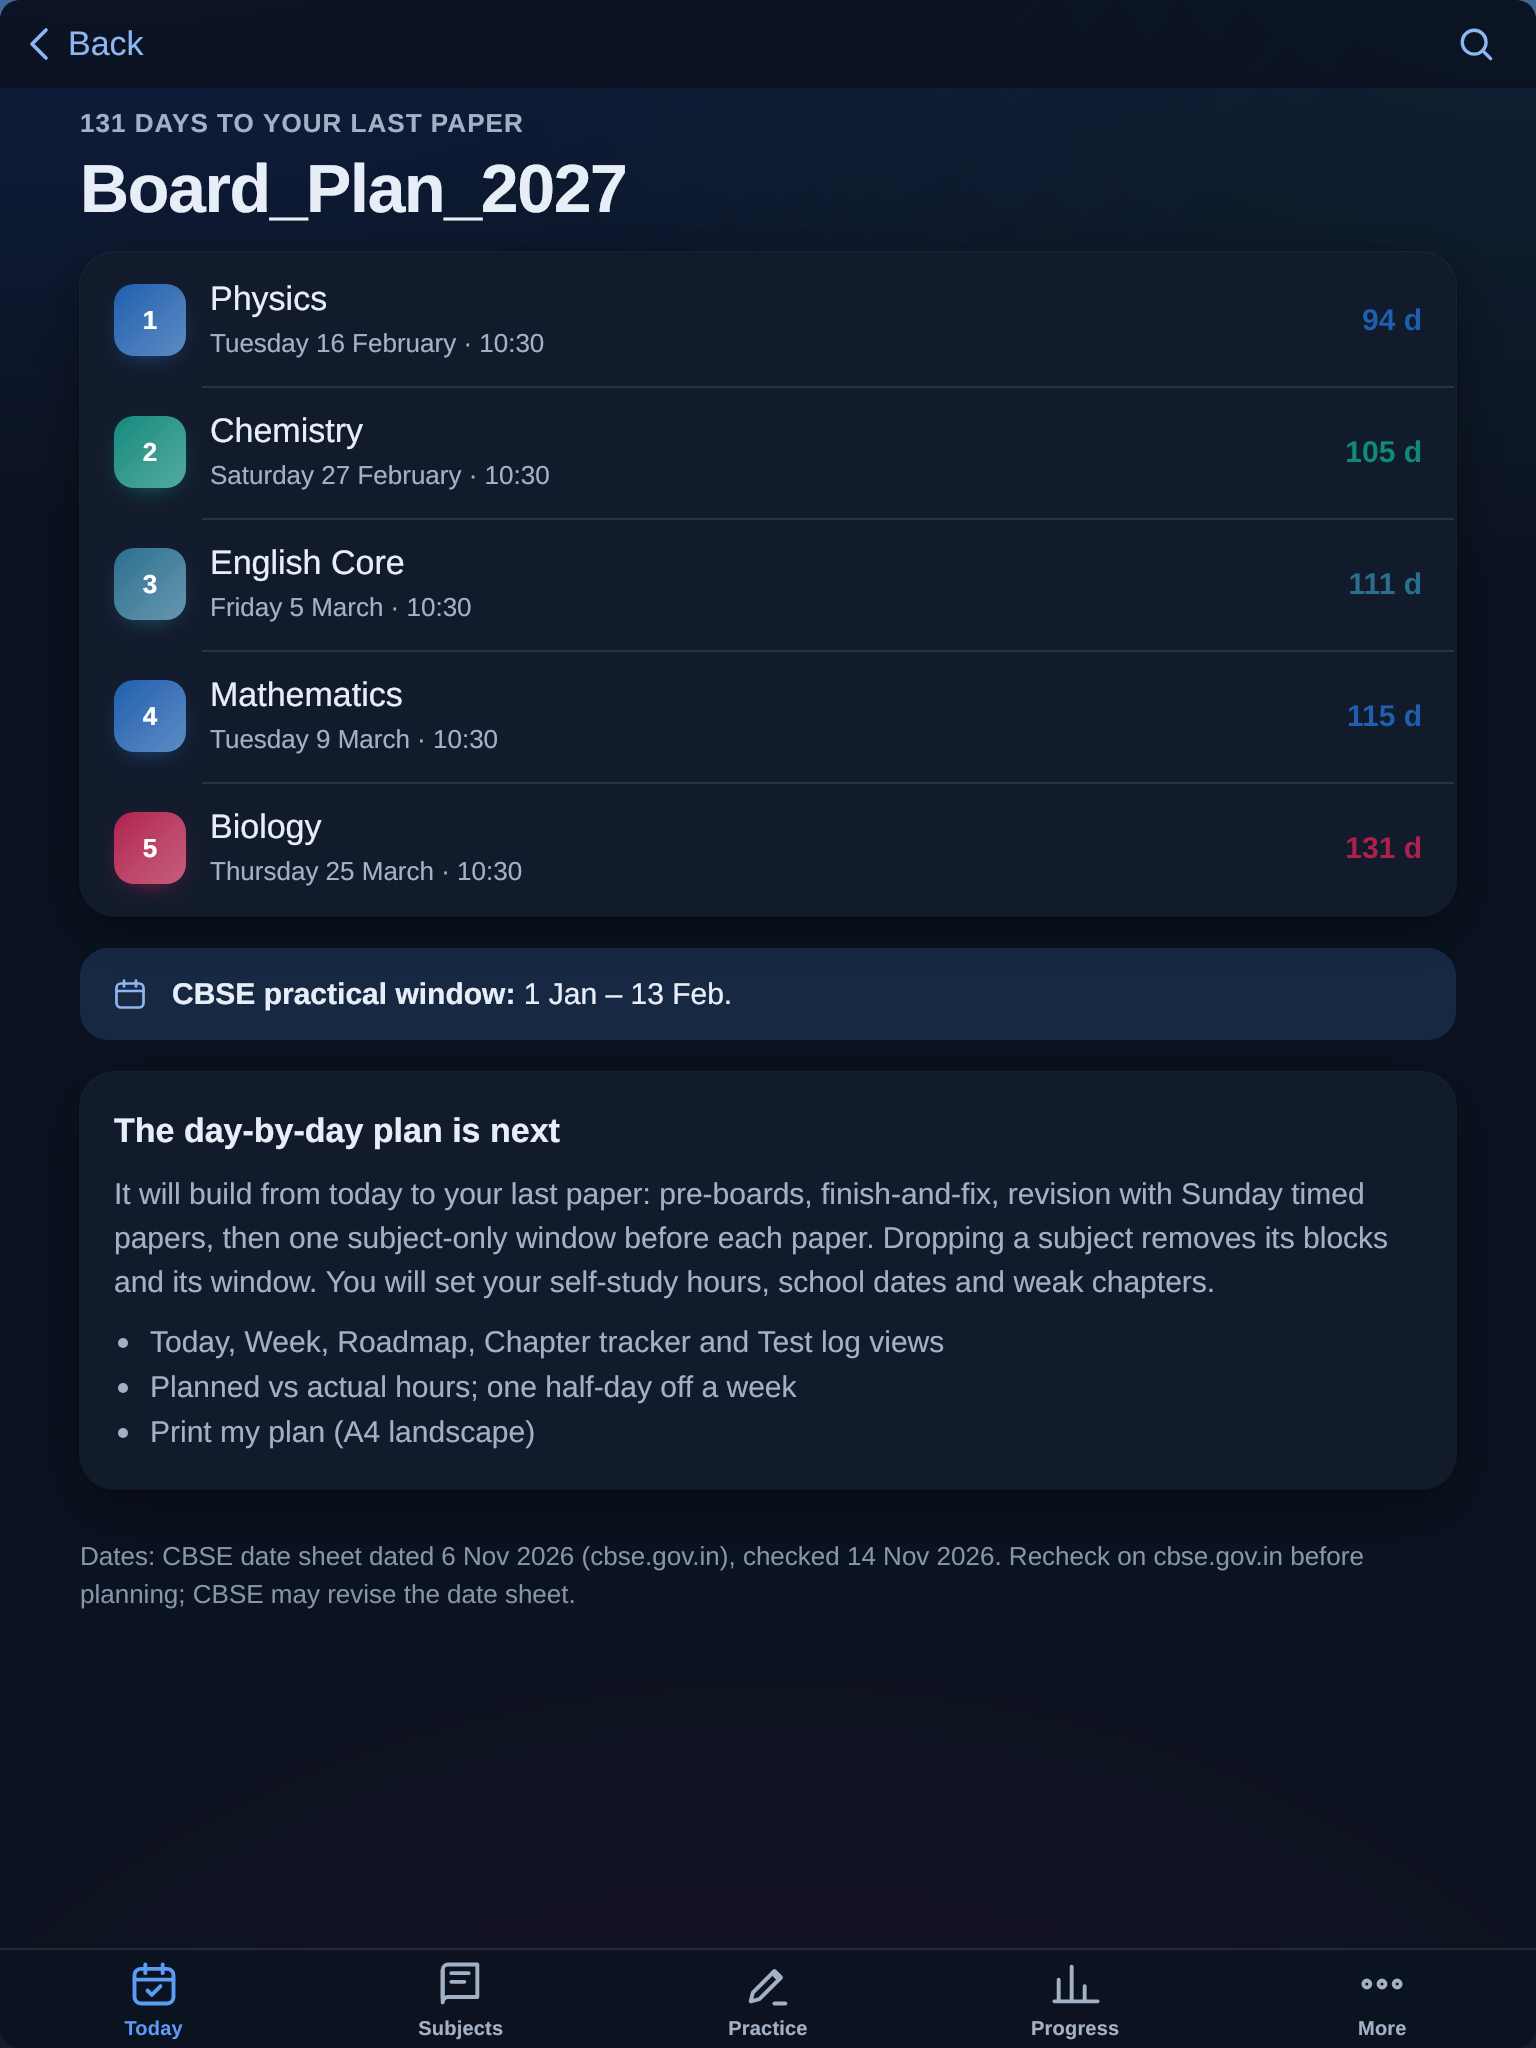 Back
131 DAYS TO YOUR LAST PAPER
Board_Plan_2027
1
Physics
Tuesday 16 February · 10:30
94 d
2
Chemistry
Saturday 27 February · 10:30
105 d
3
English Core
Friday 5 March · 10:30
111 d
4
Mathematics
Tuesday 9 March · 10:30
115 d
5
Biology
Thursday 25 March · 10:30
131 d
CBSE practical window: 1 Jan – 13 Feb.
The day-by-day plan is next
It will build from today to your last paper: pre-boards, finish-and-fix, revision with Sunday timed
papers, then one subject-only window before each paper. Dropping a subject removes its blocks
and its window. You will set your self-study hours, school dates and weak chapters.
• Today, Week, Roadmap, Chapter tracker and Test log views
• Planned vs actual hours; one half-day off a week
• Print my plan (A4 landscape)
Dates: CBSE date sheet dated 6 Nov 2026 (cbse.gov.in), checked 14 Nov 2026. Recheck on cbse.gov.in before
planning; CBSE may revise the date sheet.
Today
Subjects
Practice
Progress
More